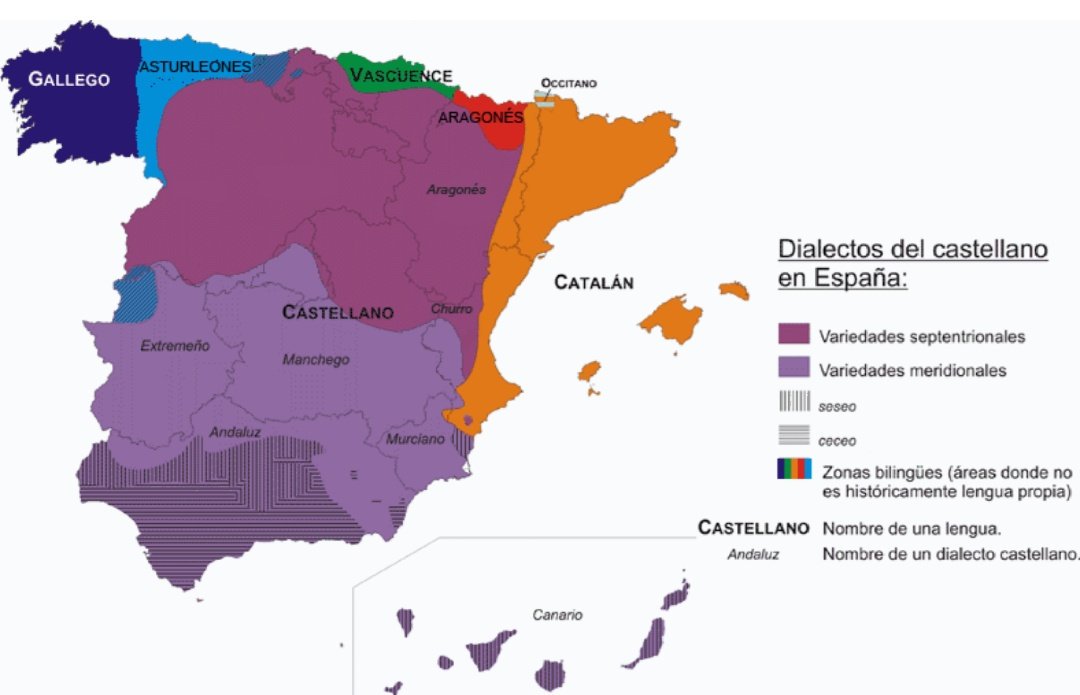 GALLEGO
ASTURLEÓNES
VASCUENCE
OCCITANO
ARAGONÉS
Aragonés
CATALÁN
CASTELLANO
Churro
Extremeño
Manchego
Andaluz
Murciano
Canario
Dialectos del castellano
en España:
Variedades septentrionales
Variedades meridionales
seseo
ceceo
Zonas bilingües (áreas donde no
es históricamente lengua propia)
CASTELLANO Nombre de una lengua.
Andaluz Nombre de un dialecto castellano.